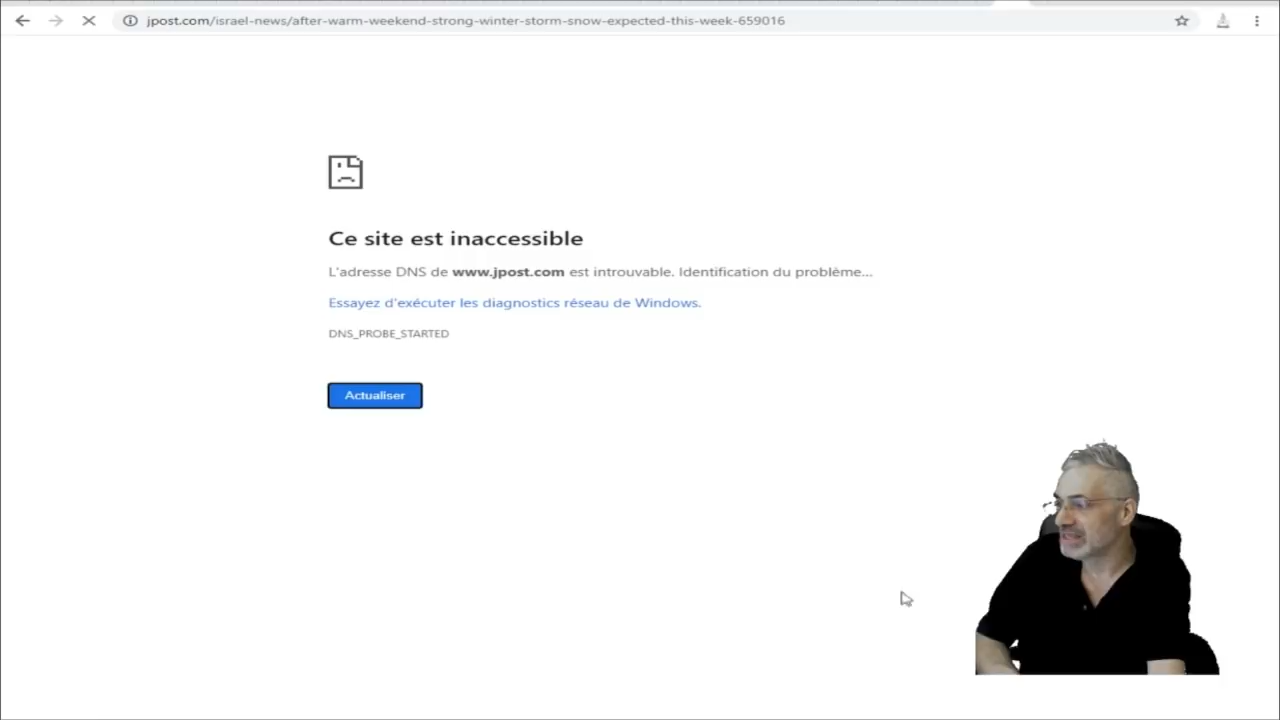 jpost.com/israel-news/after-warm-weekend-strong-winter-storm-snow-expected-this-week-659016
Ce site est inaccessible
L'adresse DNS de www.jpost.com est introuvable. Identification du problème...
Essayez d'exécuter les diagnostics réseau de Windows.
DNS_PROBE_STARTED
Actualiser